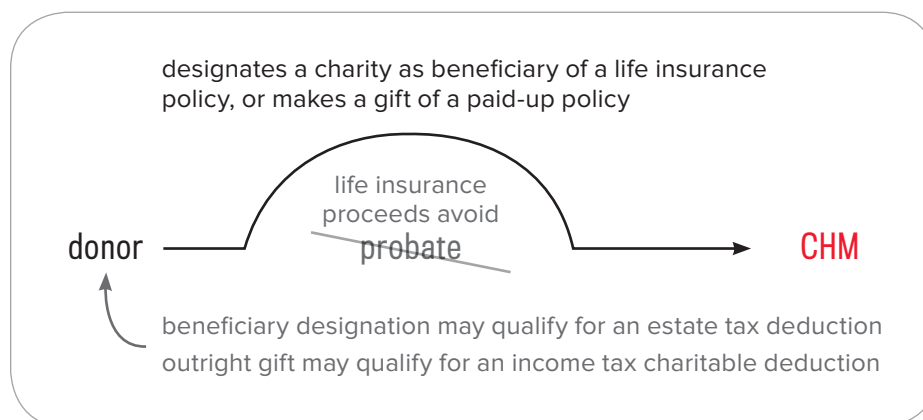 designates a charity as beneficiary of a life insurance
policy, or makes a gift of a paid-up policy
life insurance
proceeds avoid
probate
donor
CHM
beneficiary designation may qualify for an estate tax deduction
outright gift may qualify for an income tax charitable deduction